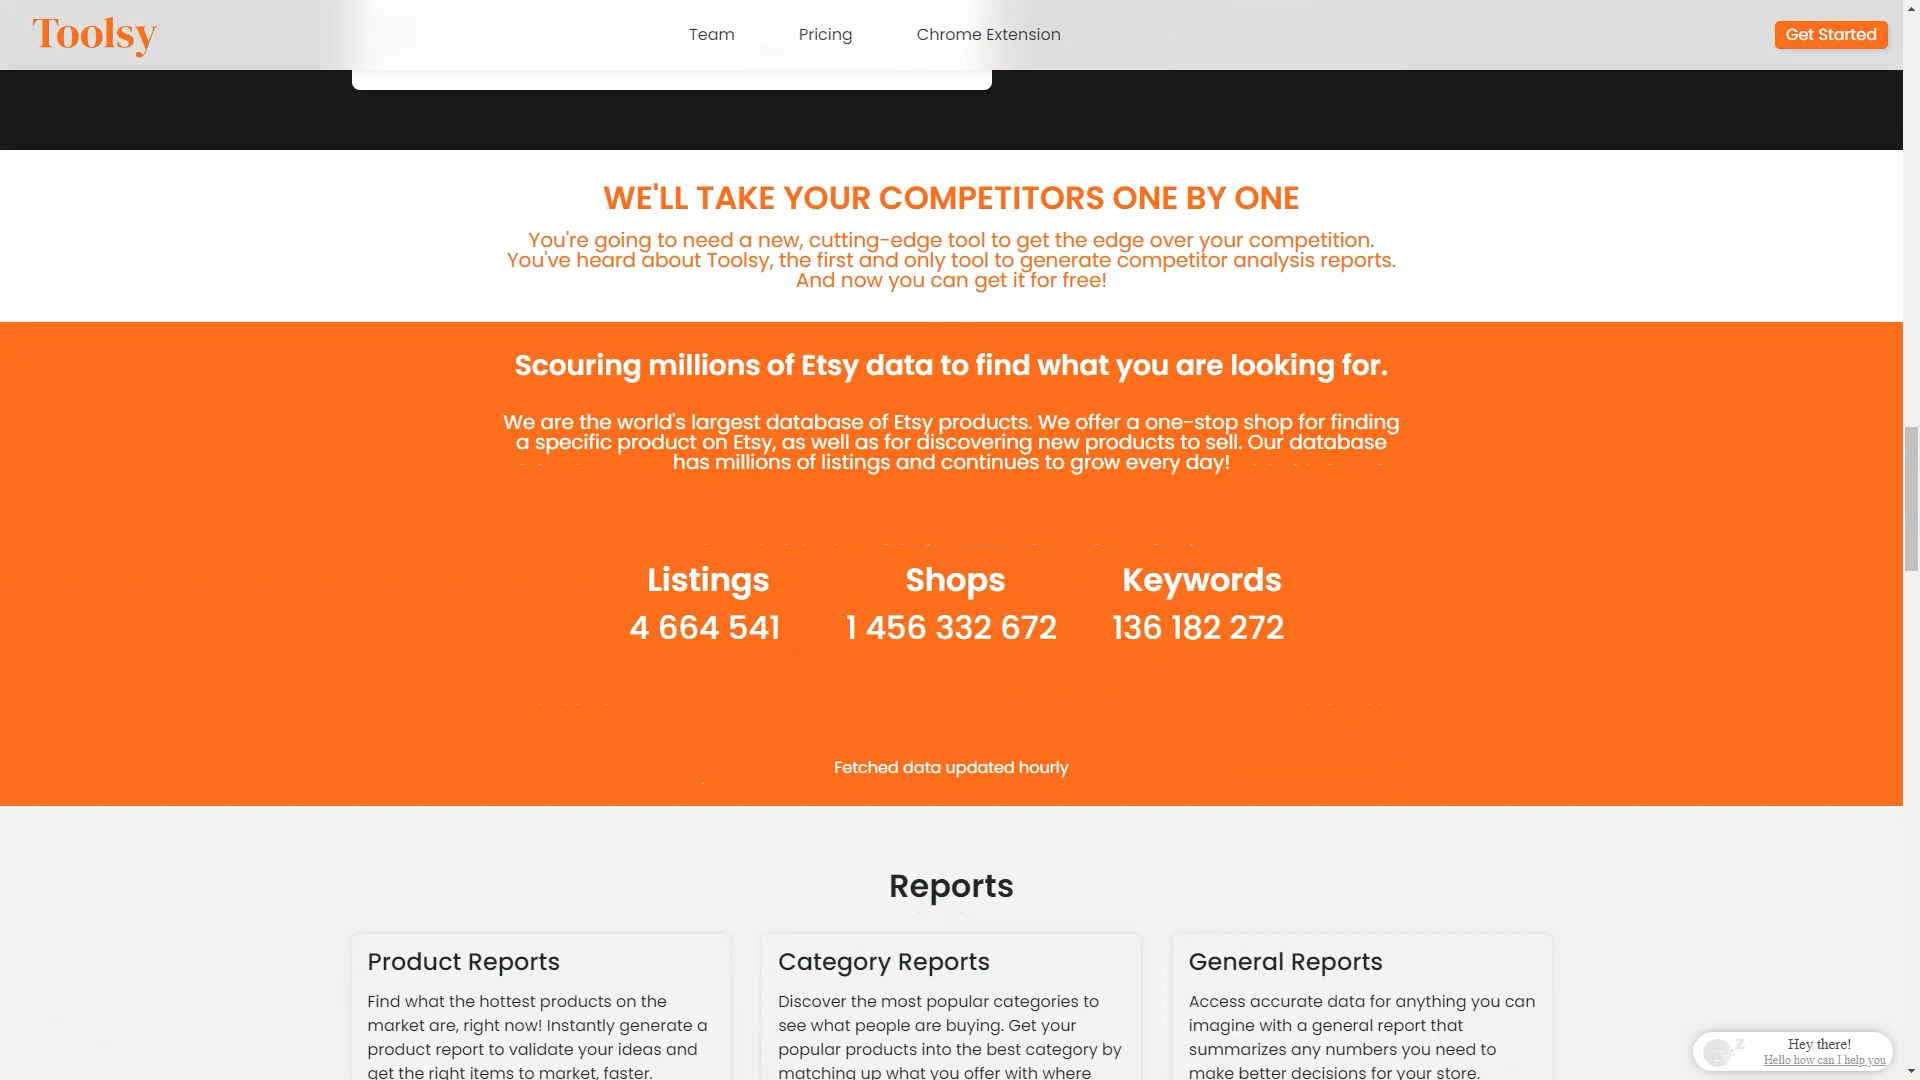 Toolsy
Team
Pricing
Chrome Extension
Get Started
WE'LL TAKE YOUR COMPETITORS ONE BY ONE
You're going to need a new, cutting-edge tool to get the edge over your competition.
You've heard about Toolsy, the first and only tool to generate competitor analysis reports.
And now you can get it for free!
Scouring millions of Etsy data to find what you are looking for.
We are the world's largest database of Etsy products. We offer a one-stop shop for finding
a specific product on Etsy, as well as for discovering new products to sell. Our database
has millions of listings and continues to grow every day!
Listings
4 664 541
Shops
1 456 332 672
Keywords
136 182 272
Fetched data updated hourly
Reports
Product Reports
Find what the hottest products on the
market are, right now! Instantly generate a
product report to validate your ideas and
get the right items to market, faster.
Category Reports
Discover the most popular categories to
see what people are buying. Get your
popular products into the best category by
matching up what you offer with where
General Reports
Access accurate data for anything you can
imagine with a general report that
summarizes any numbers you need to
make better decisions for your store.
Hey there!
Hello how can I help you